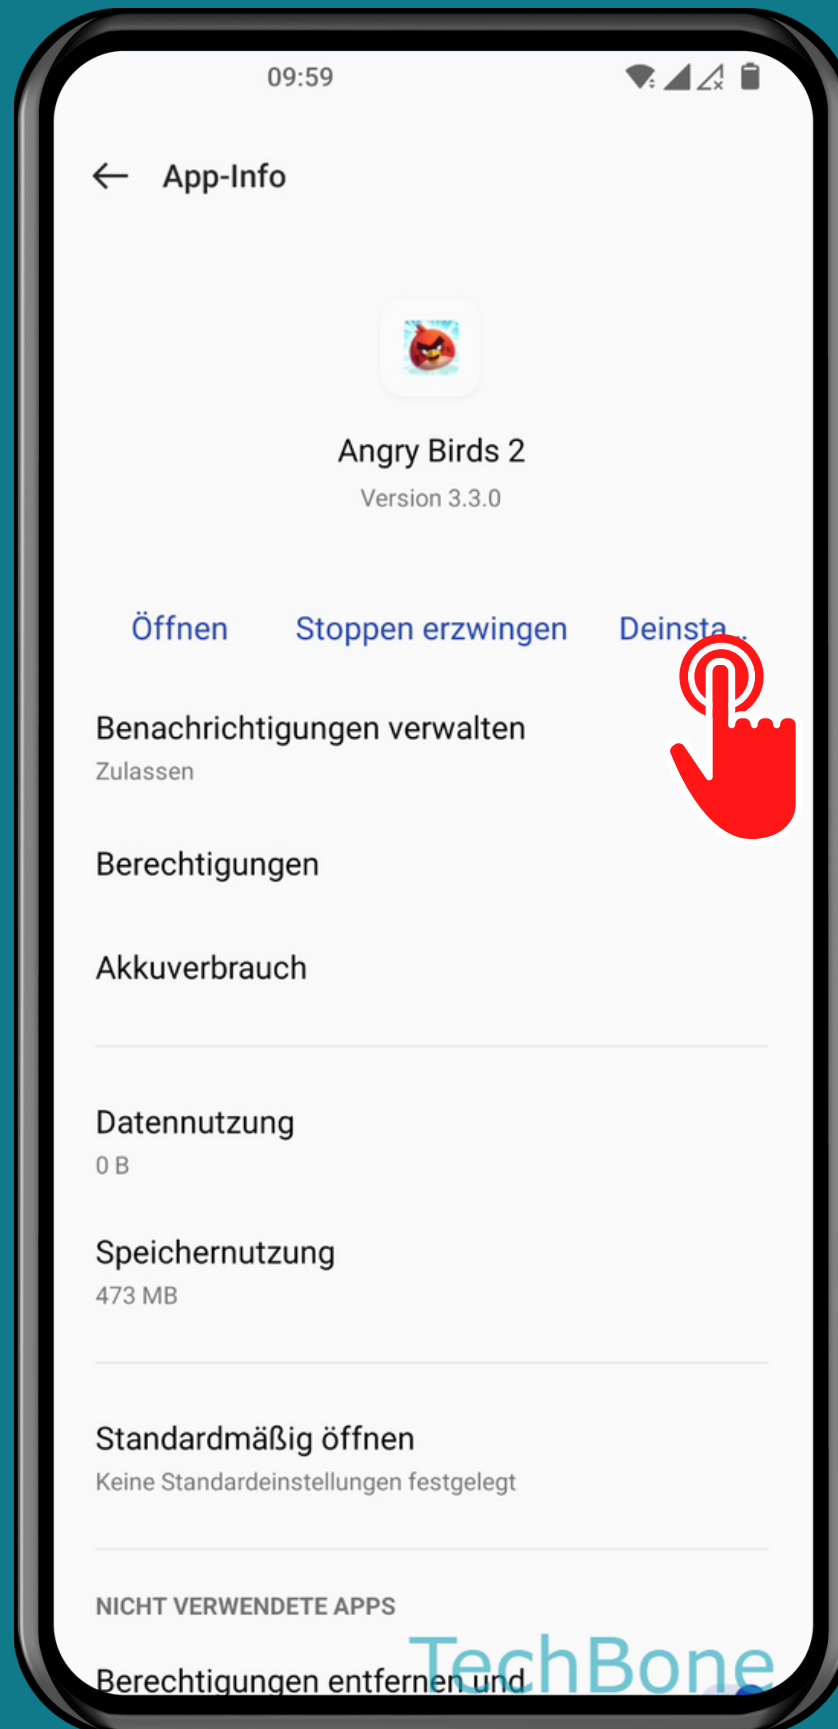 09:59
App-Info
Angry Birds 2
Version 3.3.0
Öffnen Stoppen erzwingen Deinsta...
Benachrichtigungen verwalten
Zulassen
Berechtigungen
Akkuverbrauch
Datennutzung
0 B
Speichernutzung
473 MB
Standardmäßig öffnen
Keine Standardeinstellungen festgelegt
NICHT VERWENDETE APPS
TechBone
Berechtigungen entfernen und